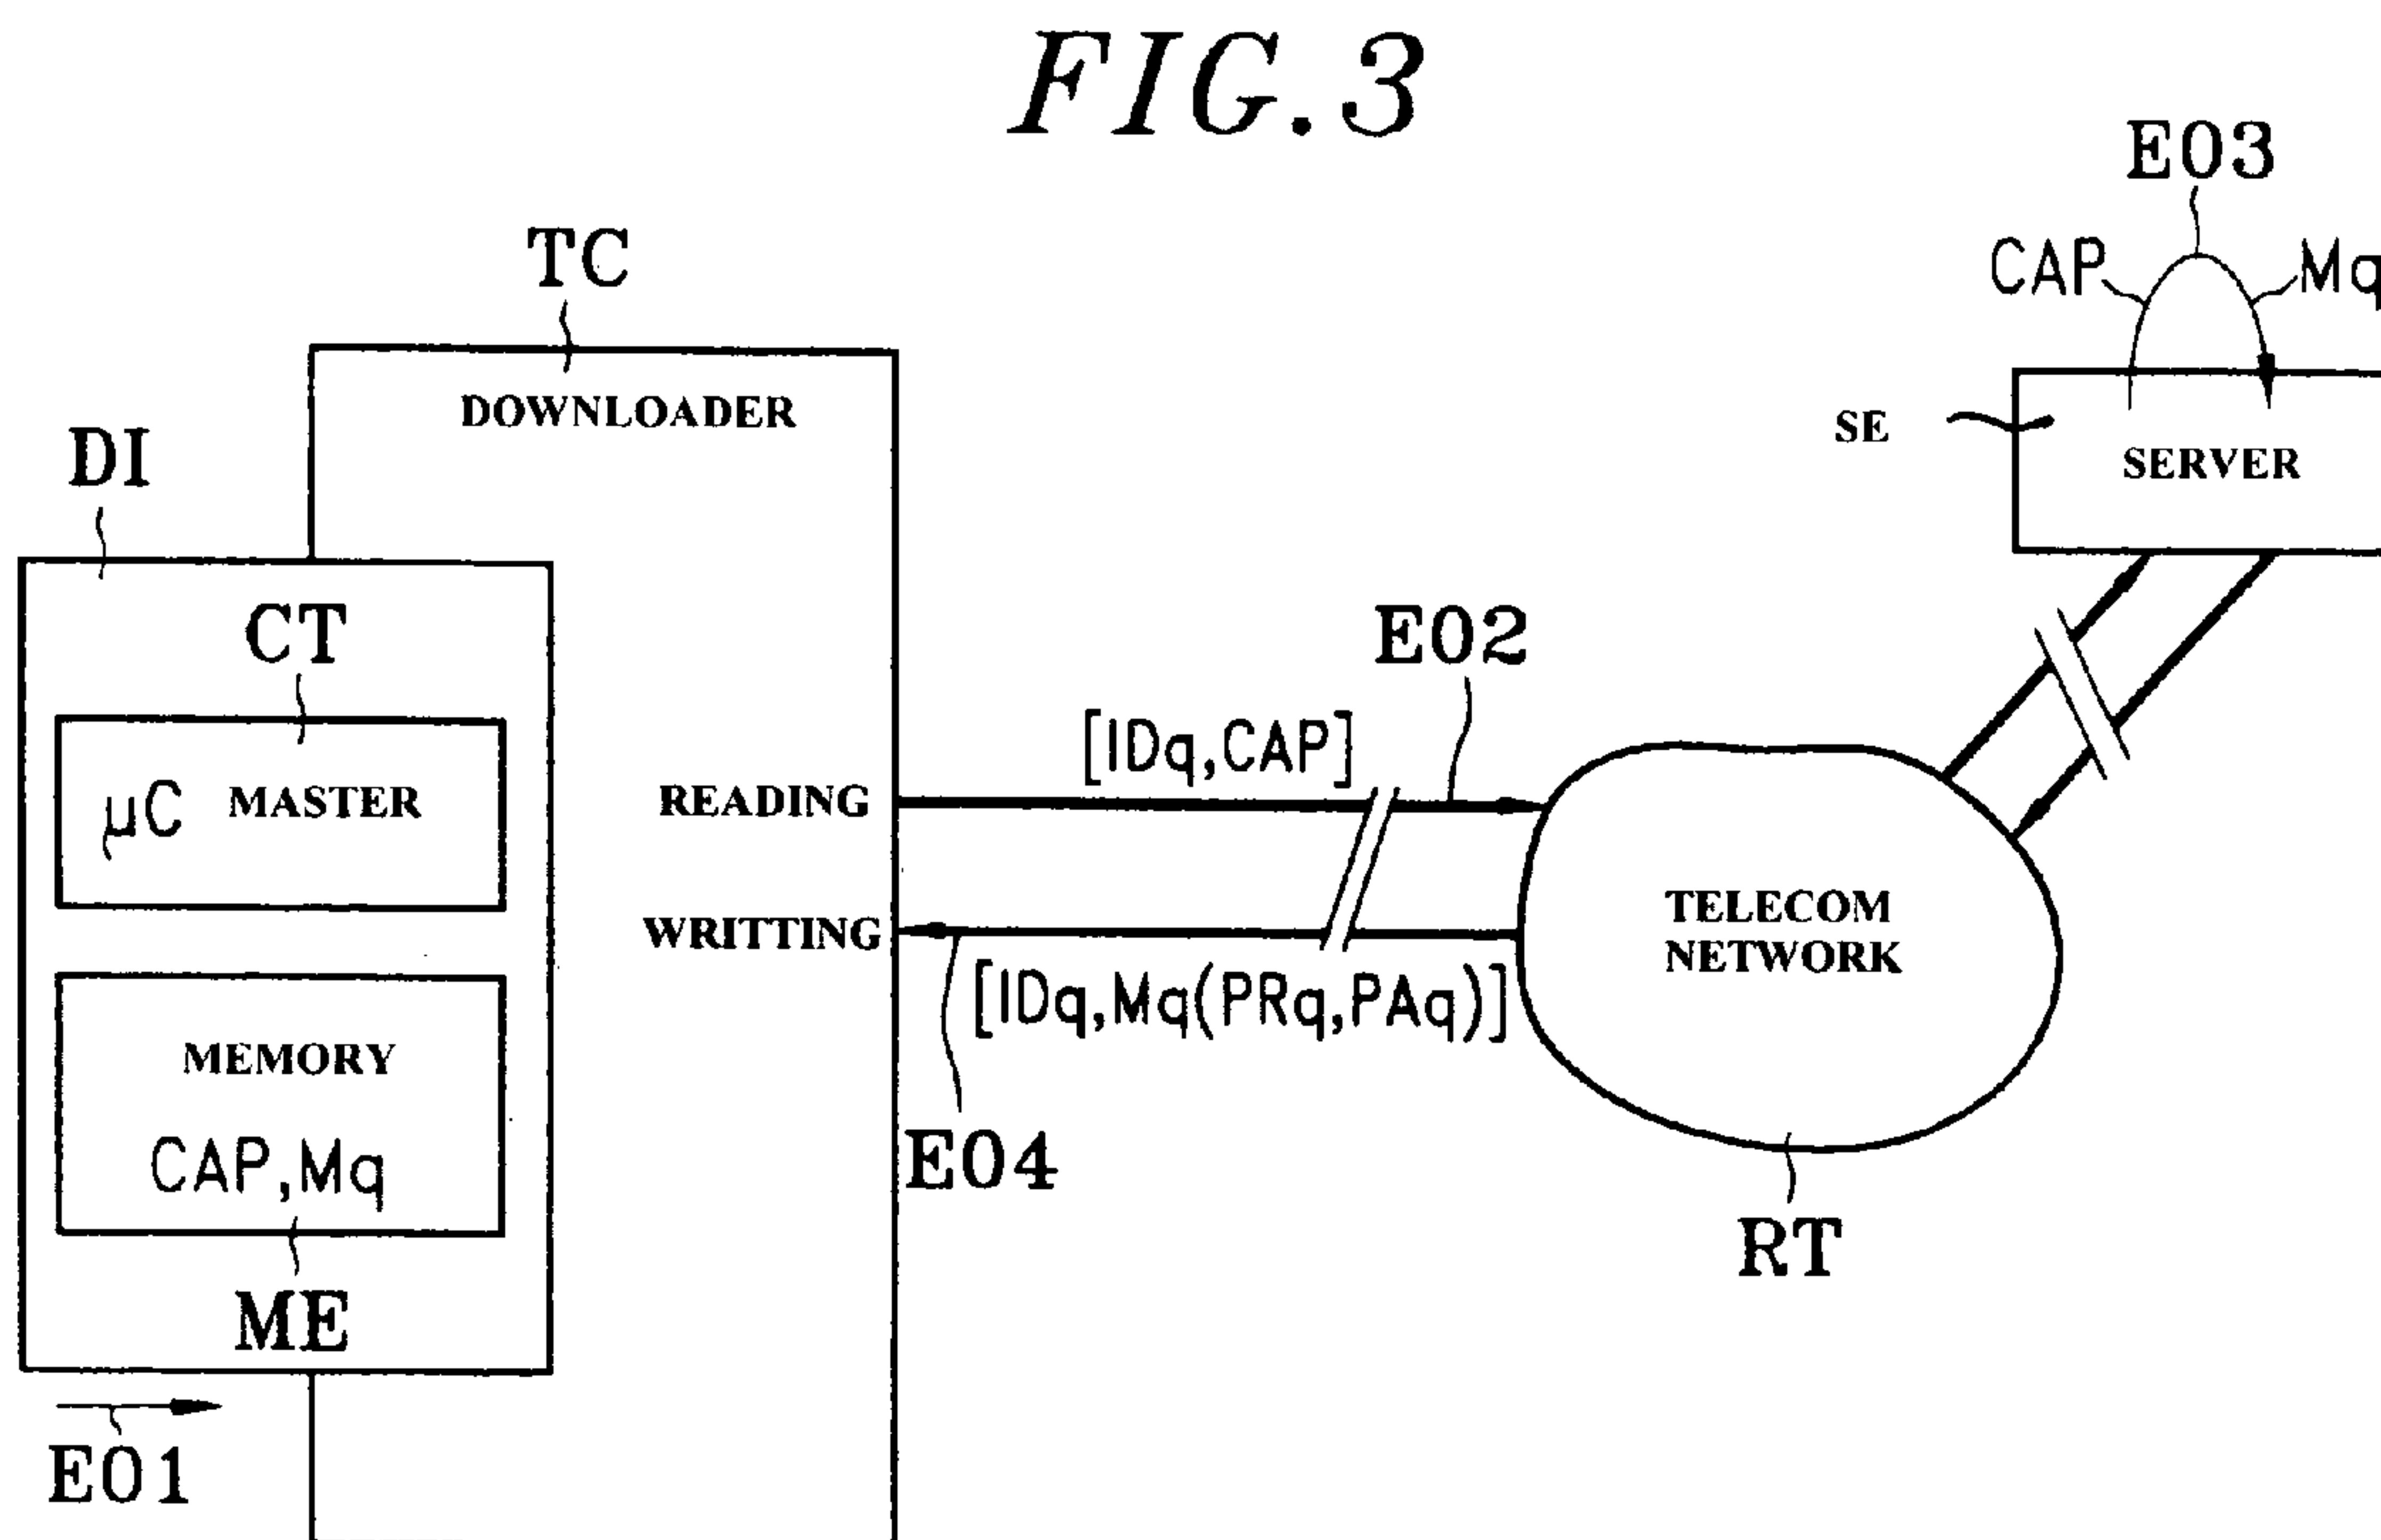 FIG.3
E03
CAP
Mq
TC
DOWNLOADER
SE
SERVER
DI
CT
µC MASTER
E02
[IDq,CAP]
READING
WRITTING
[IDq,Mq(PRq,PAq)]
TELECOM
NETWORK
MEMORY
CAP,Mq
E04
RT
ME
E01